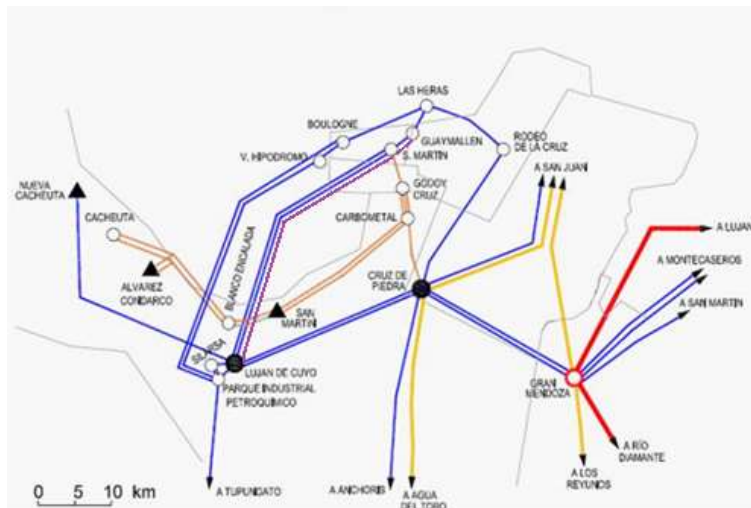 LAS HERAS
BOULOGNE
GUAYMALLEN
RODEO
DE LA CRUZ
V. HIPODROMO
S. MARTIN
A SAN JUAN
NUEVA
CACHEUTA
GODOY
CRUZ
CACHEUTA
CARBOMETAL
A LUJAN
BLANCO ENCALADA
A MONTECASEROS
ALVAREZ
CONDARCO
CRUZ DE
PIEDRA
A SAN MARTIN
SAN
MARTIN
LUJAN DE CUYO
PARQUE INDUSTRIAL
PETROQUIMICO
GRAN
MENDOZA
A RÍO
DIAMANTE
A TUPUNGATO
A ANCHORIS
A AGUA
DEL TORO
A LOS
REYUNOS
0 5 10 km